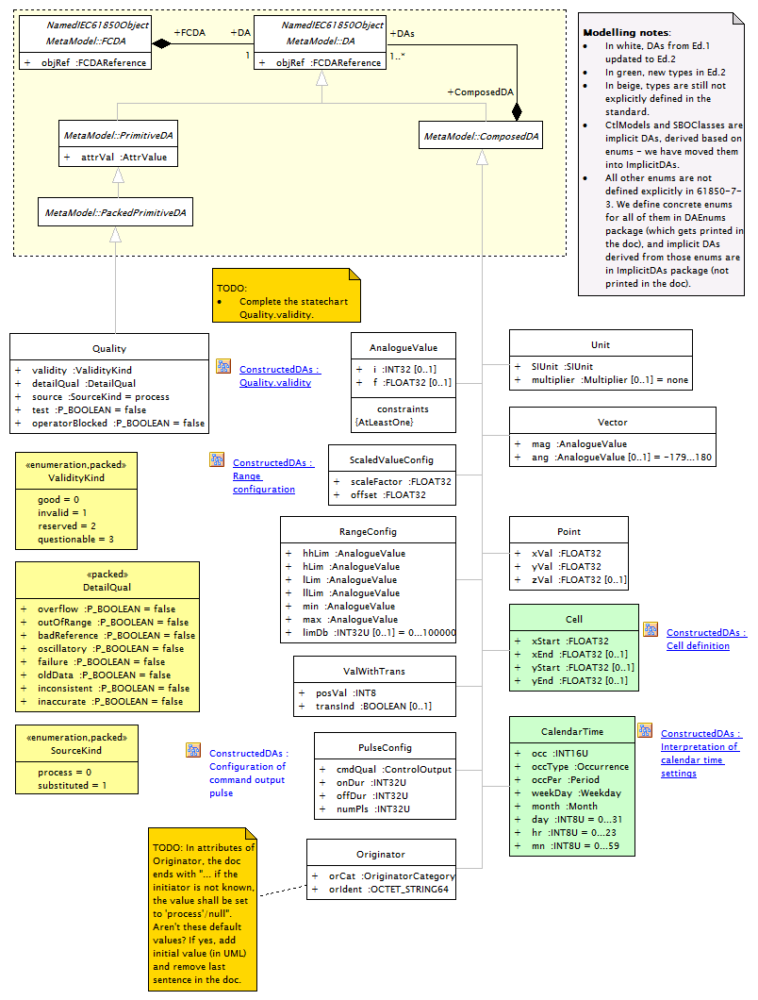 NamedIEC61850Object
MetaModel::FCDA
+ objRef :FCDAReference
+FCDA
+DA
1
NamedIEC61850Object
MetaModel::DA
+ objRef :FCDAReference
+DAs
1..*
+ComposedDA
MetaModel::PrimitiveDA
+ attrVal :AttrValue
MetaModel::ComposedDA
MetaModel::PackedPrimitiveDA
Modelling notes:
• In white, DAs from Ed.1
updated to Ed.2
• In green, new types in Ed.2
• In beige, types are still not
explicitly defined in the
standard.
• CtlModels and SBOClasses are
implicit DAs, derived based on
enums - we have moved them
into ImplicitDAs.
• All other enums are not
defined explicitly in 61850-7-
3. We define concrete enums
for all of them in DAEnums
package (which gets printed in
the doc), and implicit DAs
derived from those enums are
in ImplicitDAs package (not
printed in the doc).
TODO:
• Complete the statechart
Quality.validity.
Quality
+ validity :ValidityKind
+ detailQual :DetailQual
+ source :SourceKind = process
+ test :P_BOOLEAN = false
+ operatorBlocked :P_BOOLEAN = false
ConstructedDAs :
Quality.validity
AnalogueValue
+ i :INT32 [0..1]
+ f :FLOAT32 [0..1]
constraints
{AtLeastOne}
Unit
+ SIUnit :SIUnit
+ multiplier :Multiplier [0..1] = none
Vector
+ mag :AnalogueValue
+ ang :AnalogueValue [0..1] = -179...180
«enumeration,packed»
ValidityKind
good = 0
invalid = 1
reserved = 2
questionable = 3
ConstructedDAs :
Range
configuration
ScaledValueConfig
+ scaleFactor :FLOAT32
+ offset :FLOAT32
RangeConfig
+ hhLim :AnalogueValue
+ hLim :AnalogueValue
+ lLim :AnalogueValue
+ llLim :AnalogueValue
+ min :AnalogueValue
+ max :AnalogueValue
+ limDb :INT32U [0..1] = 0...100000
Point
+ xVal :FLOAT32
+ yVal :FLOAT32
+ zVal :FLOAT32 [0..1]
«packed»
DetailQual
+ overflow :P_BOOLEAN = false
+ outOfRange :P_BOOLEAN = false
+ badReference :P_BOOLEAN = false
+ oscillatory :P_BOOLEAN = false
+ failure :P_BOOLEAN = false
+ oldData :P_BOOLEAN = false
+ inconsistent :P_BOOLEAN = false
+ inaccurate :P_BOOLEAN = false
Cell
+ xStart :FLOAT32
+ xEnd :FLOAT32 [0..1]
+ yStart :FLOAT32 [0..1]
+ yEnd :FLOAT32 [0..1]
ConstructedDAs :
Cell definition
ValWithTrans
+ posVal :INT8
+ transInd :BOOLEAN [0..1]
«enumeration,packed»
SourceKind
process = 0
substituted = 1
ConstructedDAs :
Configuration of
command output
pulse
PulseConfig
+ cmdQual :ControlOutput
+ onDur :INT32U
+ offDur :INT32U
+ numPls :INT32U
CalendarTime
+ occ :INT16U
+ occType :Occurrence
+ occPer :Period
+ weekDay :Weekday
+ month :Month
+ day :INT8U = 0...31
+ hr :INT8U = 0...23
+ mn :INT8U = 0...59
ConstructedDAs :
Interpretation of
calendar time
settings
TODO: In attributes of
Originator, the doc
ends with "... if the
initiator is not known,
the value shall be set
to 'process'/null".
Aren't these default
values? If yes, add
initial value (in UML)
and remove last
sentence in the doc.
Originator
+ orCat :OriginatorCategory
+ orIdent :OCTET_STRING64